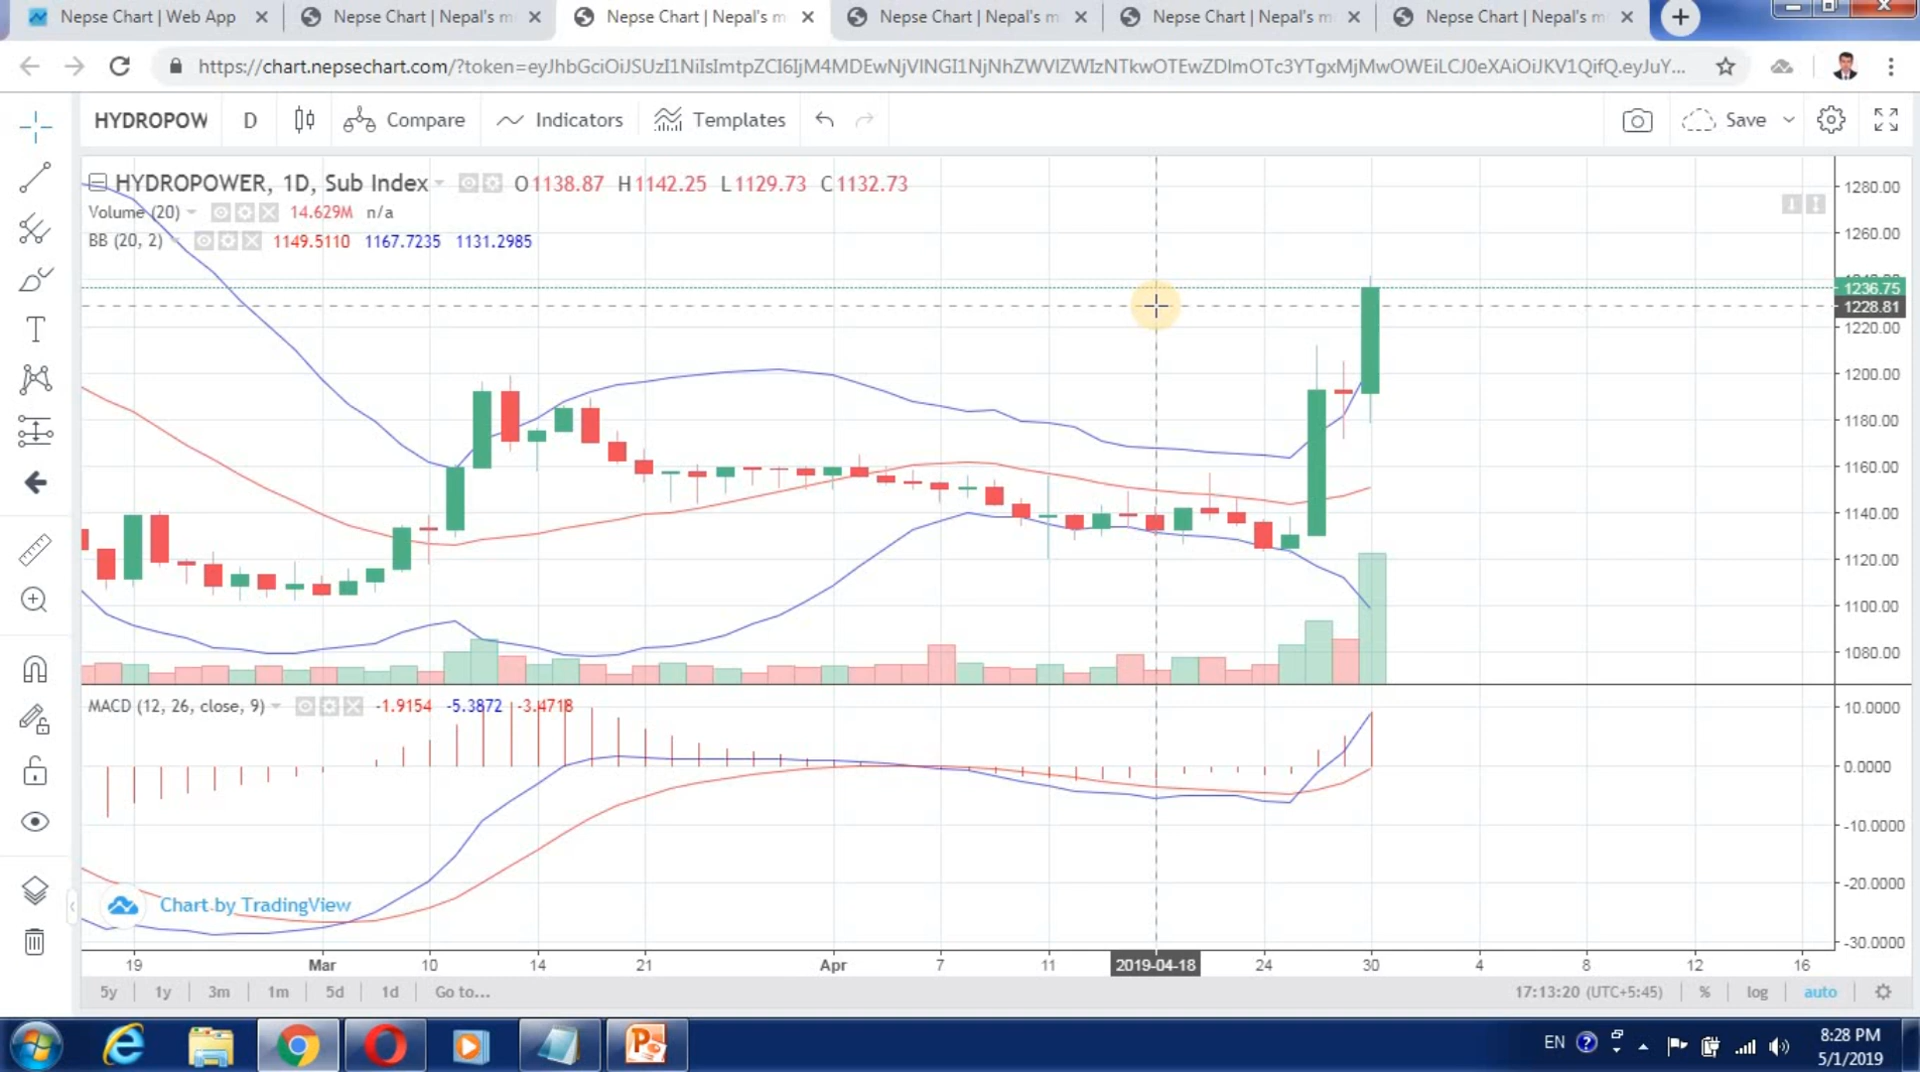 Nepse Chart | Web App
Nepse Chart | Nepal's m
Nepse Chart | Nepal's m
Nepse Chart | Nepal's m
Nepse Chart | Nepal's m
Nepse Chart | Nepal's m
https://chart.nepsechart.com/?token=eyJhbGciOiJSUzI1NiIsImtpZCI6IjM4MDEwNjVlNGI1NjNhZWVlZWIzNTkwOTEwZDlmOTc3YTgxMjMwOWEiLCJ0eXAiOiJKV1QifQ.eyJuY...
HYDROPOW D Compare Indicators Templates Save
HYDROPOWER, 1D, Sub Index O1138.87 H1142.25 L1129.73 C1132.73
Volume (20) 14.629M n/a
BB (20, 2) 1149.5110 1167.7235 1131.2985
1280.00
1260.00
1236.75
1228.81
1220.00
1200.00
1180.00
1160.00
1140.00
1120.00
1100.00
1080.00
MACD (12, 26, close, 9) -1.9154 -5.3872 -3.4718
10.0000
0.0000
-10.0000
-20.0000
-30.0000
Chart by TradingView
19 Mar 10 14 21 Apr 7 11 2019-04-18 24 30 4 8 12 16
5y 1y 3m 1m 5d 1d Go to... 17:13:20 (UTC+5:45) % log auto
EN 8:28 PM
5/1/2019